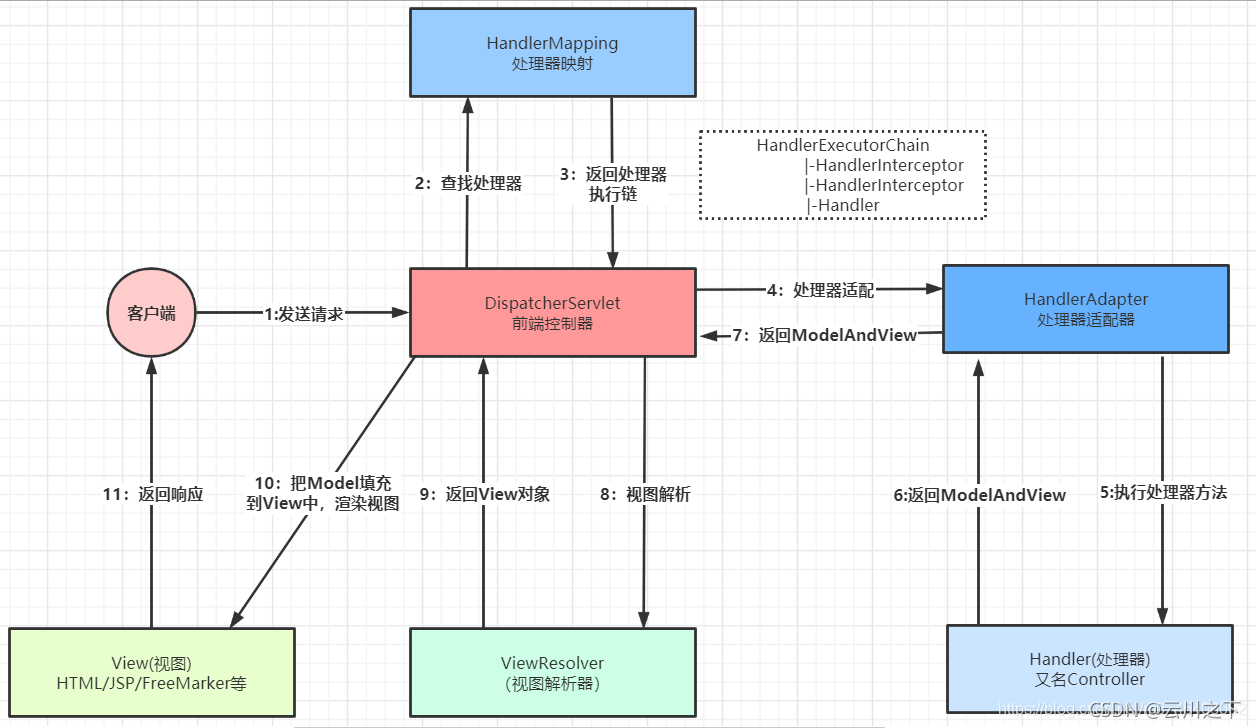 HandlerMapping
处理器映射
HandlerExecutorChain
|-HandlerInterceptor
|-HandlerInterceptor
|-Handler
2：查找处理器
3：返回处理器
执行链
客户端
1:发送请求
DispatcherServlet
前端控制器
4：处理器适配
7：返回ModelAndView
HandlerAdapter
处理器适配器
11：返回响应
10：把Model填充
到View中，渲染视图
9：返回View对象
8：视图解析
6:返回ModelAndView
5:执行处理器方法
View(视图)
HTML/JSP/FreeMarker等
ViewResolver
(视图解析器)
Handler(处理器)
又名Controller
CSDN @云川之下